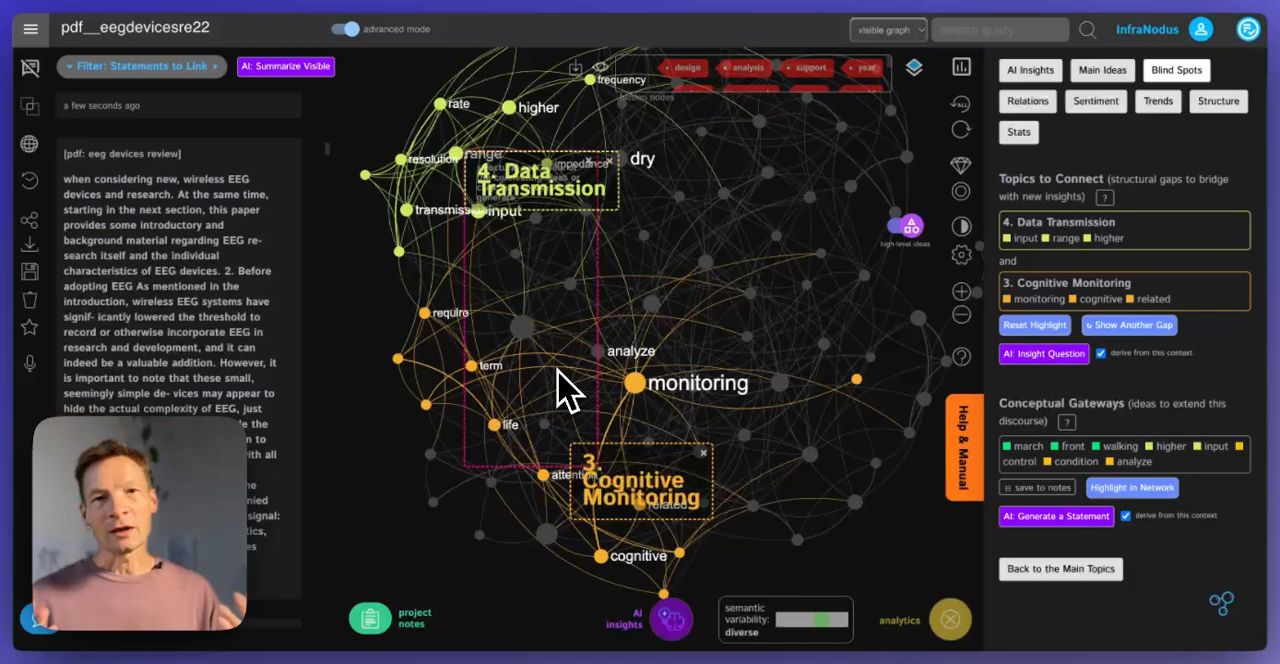 pdf__eegdevicesre22
advanced mode
visible graph
InfraNodus
Filter: Statements to Link
AI: Summarize Visible
a few seconds ago
[pdf: eeg devices review]
when considering new, wireless EEG
devices and research. At the same time,
starting in the next section, this paper
provides some introductory and
background material regarding EEG re-
search itself and the individual
characteristics of EEG devices. 2. Before
adopting EEG As mentioned in the
introduction, wireless EEG systems have
signif- icantly lowered the threshold to
record or otherwise incorporate EEG in
research and development, and it can
indeed be a valuable addition. However, it
is important to note that these small,
seemingly simple de- vices may appear to
hide the actual complexity of EEG, just
signal:
design
analysis
support
year
hidden nodes
frequency
rate
higher
resolution
range
impedance
dry
4. Data
Transmission
input
high-level ideas
require
analyze
term
monitoring
life
attention
3.
Cognitive
Monitoring
related
cognitive
project
notes
AI
insights
semantic
variability:
diverse
analytics
Help & Manual
AI Insights
Main Ideas
Blind Spots
Relations
Sentiment
Trends
Structure
Stats
Topics to Connect (structural gaps to bridge
with new insights) ?
4. Data Transmission
input range higher
and
3. Cognitive Monitoring
monitoring cognitive related
Reset Highlight
Show Another Gap
AI: Insight Question
derive from this context
Conceptual Gateways (ideas to extend this
discourse) ?
march front walking higher input
control condition analyze
save to notes
Highlight in Network
AI: Generate a Statement
derive from this context
Back to the Main Topics